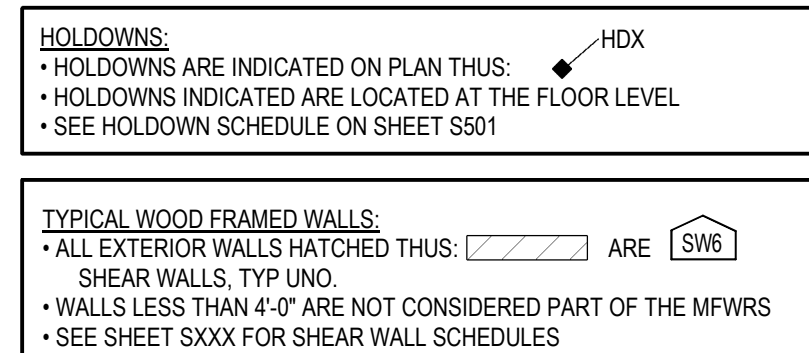 HOLDOWNS:
• HOLDOWNS ARE INDICATED ON PLAN THUS: HDX
• HOLDOWNS INDICATED ARE LOCATED AT THE FLOOR LEVEL
• SEE HOLDOWN SCHEDULE ON SHEET S501
TYPICAL WOOD FRAMED WALLS:
• ALL EXTERIOR WALLS HATCHED THUS: ARE SW6
SHEAR WALLS, TYP UNO.
• WALLS LESS THAN 4'-0" ARE NOT CONSIDERED PART OF THE MFWRS
• SEE SHEET SXXX FOR SHEAR WALL SCHEDULES